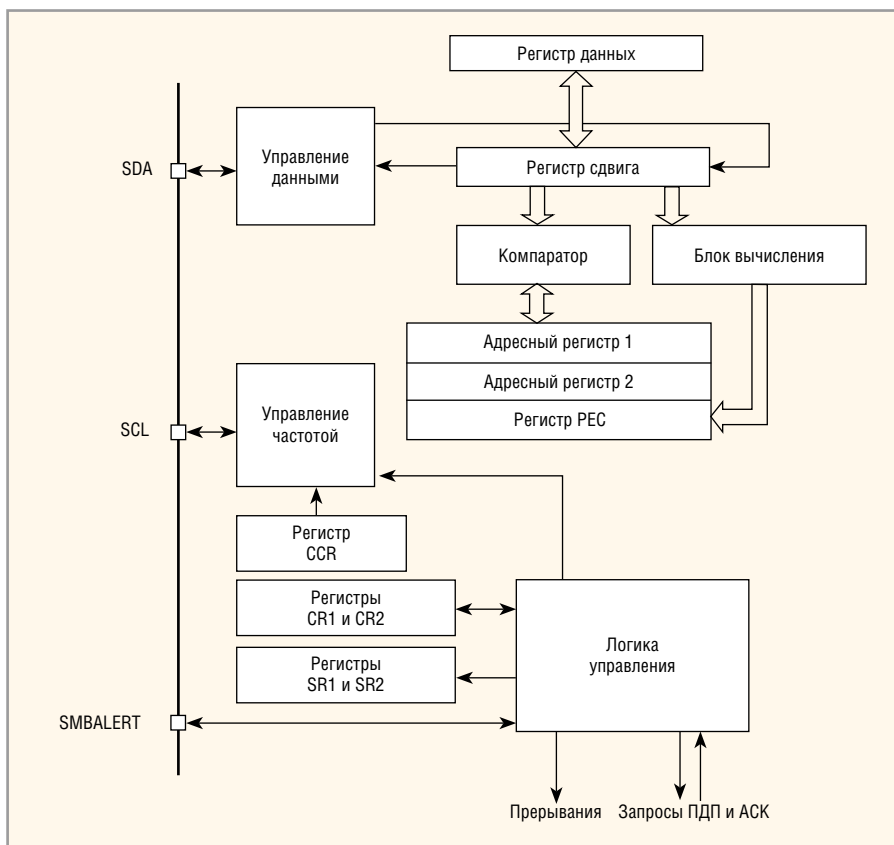 Регистр данных
SDA
Управление
данными
Регистр сдвига
Компаратор
Блок вычисления
Адресный регистр 1
Адресный регистр 2
Регистр PEC
SCL
Управление
частотой
Регистр
CCR
Регистры
CR1 и CR2
Логика
управления
Регистры
SR1 и SR2
SMBALERT
Прерывания
Запросы ПДП и ACK